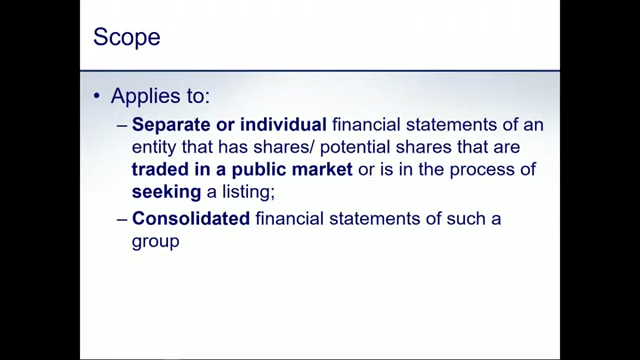 Scope
• Applies to:
– Separate or individual financial statements of an
entity that has shares/ potential shares that are
traded in a public market or is in the process of
seeking a listing;
– Consolidated financial statements of such a
group